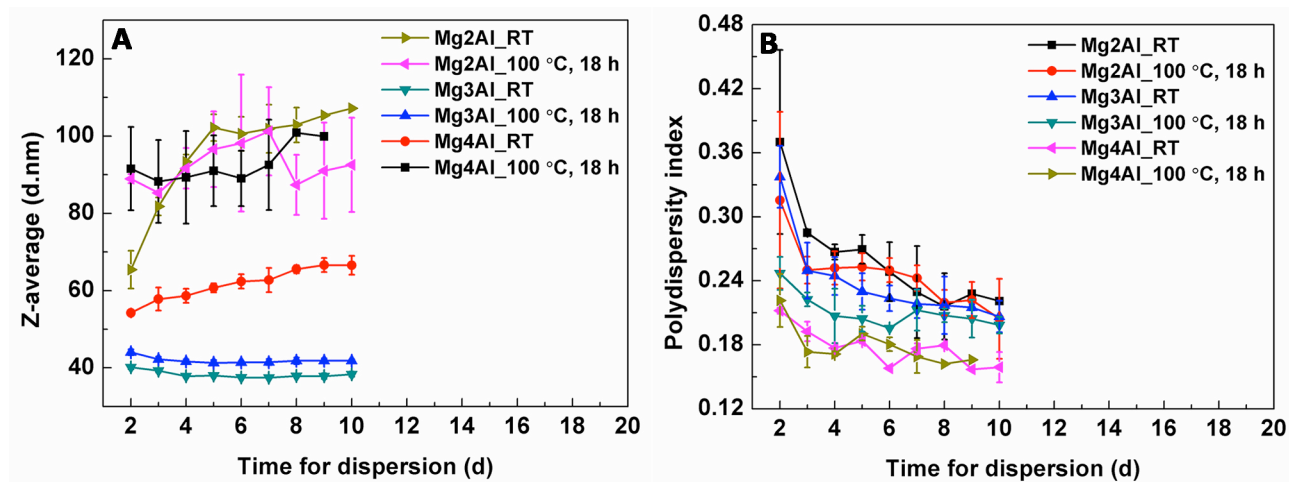 A
Z-average (d.nm)
120
100
80
60
40
2 4 6 8 10 12 14 16 18 20
Time for dispersion (d)
Mg2Al_RT
Mg2Al_100 °C, 18 h
Mg3Al_RT
Mg3Al_100 °C, 18 h
Mg4Al_RT
Mg4Al_100 °C, 18 h
B
Polydispersity index
0.48
0.42
0.36
0.30
0.24
0.18
0.12
2 4 6 8 10 12 14 16 18 20
Time for dispersion (d)
Mg2Al_RT
Mg2Al_100 °C, 18 h
Mg3Al_RT
Mg3Al_100 °C, 18 h
Mg4Al_RT
Mg4Al_100 °C, 18 h